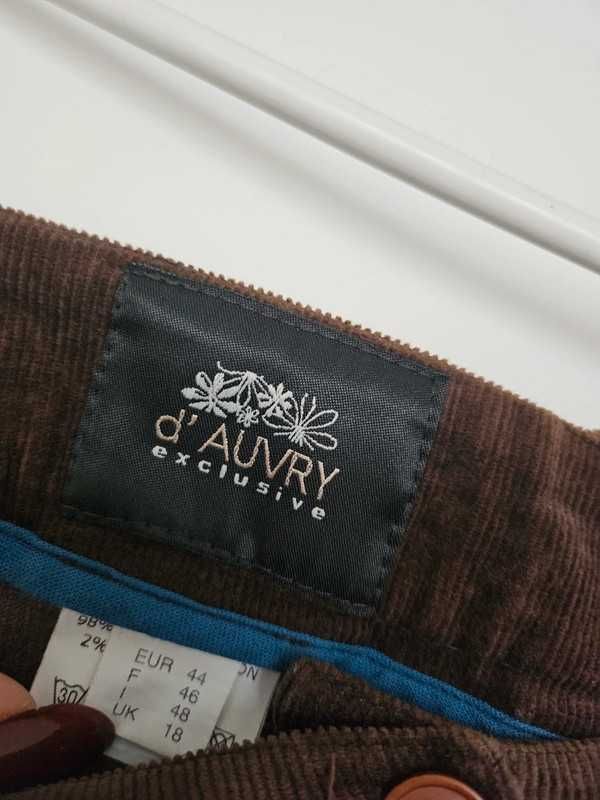 d' AUVRY
exclusive
98%
2%
EUR 44
F 46
I 48
UK 18
30